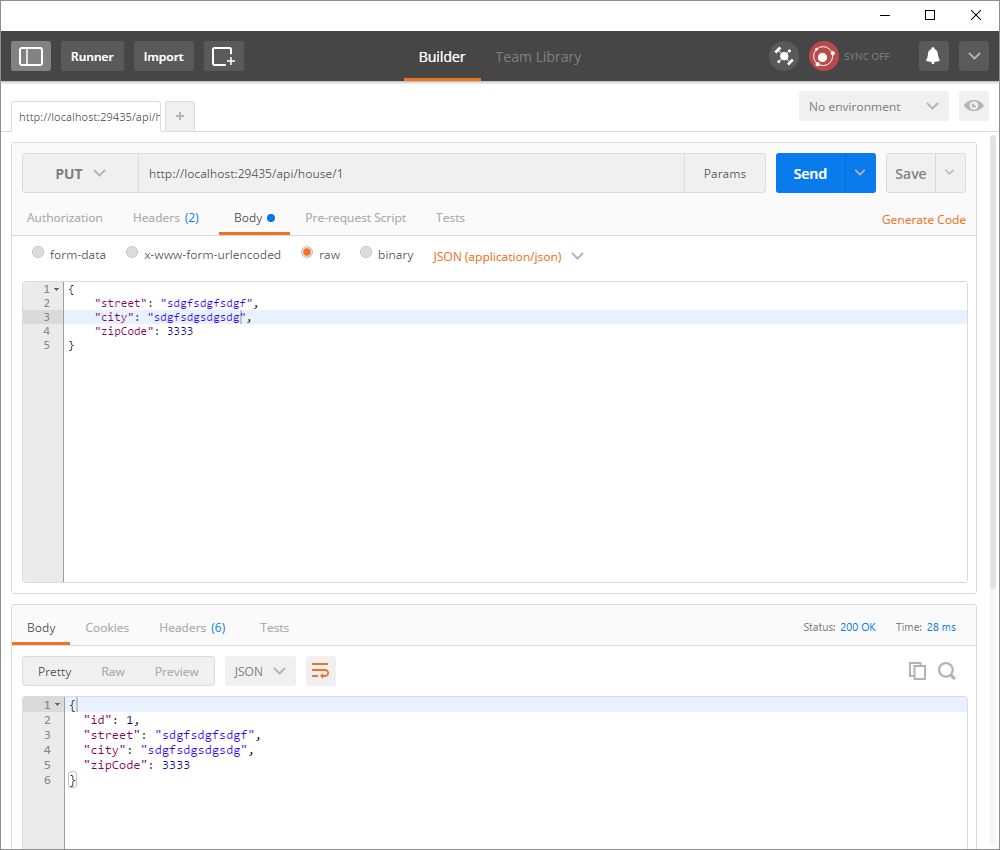 Runner Import Builder Team Library SYNC OFF
http://localhost:29435/api/h + No environment
PUT http://localhost:29435/api/house/1 Params Send Save
Authorization Headers (2) Body Pre-request Script Tests Generate Code
form-data x-www-form-urlencoded raw binary JSON (application/json)
1 {
2 "street": "sdgfsdgfsdgf",
3 "city": "sdgfsdgsdgsdg",
4 "zipCode": 3333
5 }
Body Cookies Headers (6) Tests Status: 200 OK Time: 28 ms
Pretty Raw Preview JSON
1 {
2 "id": 1,
3 "street": "sdgfsdgfsdgf",
4 "city": "sdgfsdgsdgsdg",
5 "zipCode": 3333
6 }